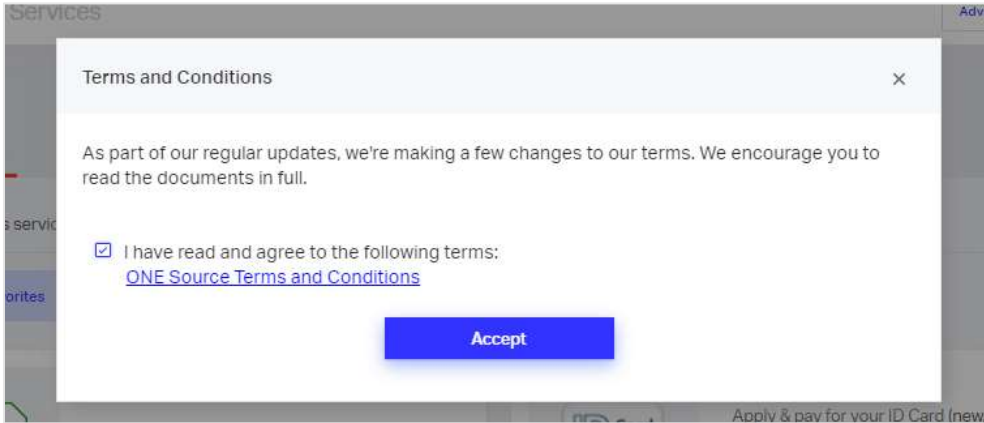 Services
Adv
Terms and Conditions
As part of our regular updates, we're making a few changes to our terms. We encourage you to
read the documents in full.
s servic
I have read and agree to the following terms:
ONE Source Terms and Conditions
orites
Accept
Apply & pay for your ID Card (new,